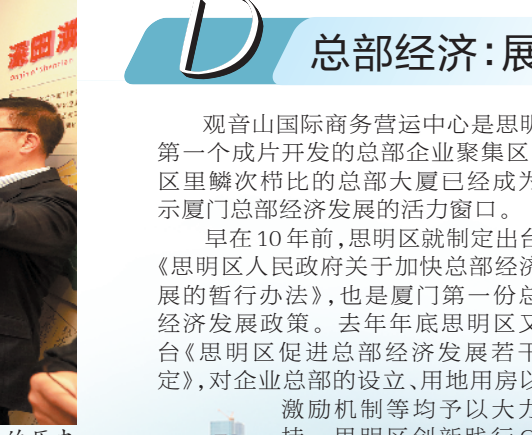 D
总部经济:展
观音山国际商务营运中心是思明
第一个成片开发的总部企业聚集区
区里鳞次栉比的总部大厦已经成为
示厦门总部经济发展的活力窗口。
早在10年前,思明区就制定出台
《思明区人民政府关于加快总部经济
展的暂行办法》,也是厦门第一份总
经济发展政策。去年年底思明区又
台《思明区促进总部经济发展若干
定》,对企业总部的设立、用地用房以
激励机制等均予以大力